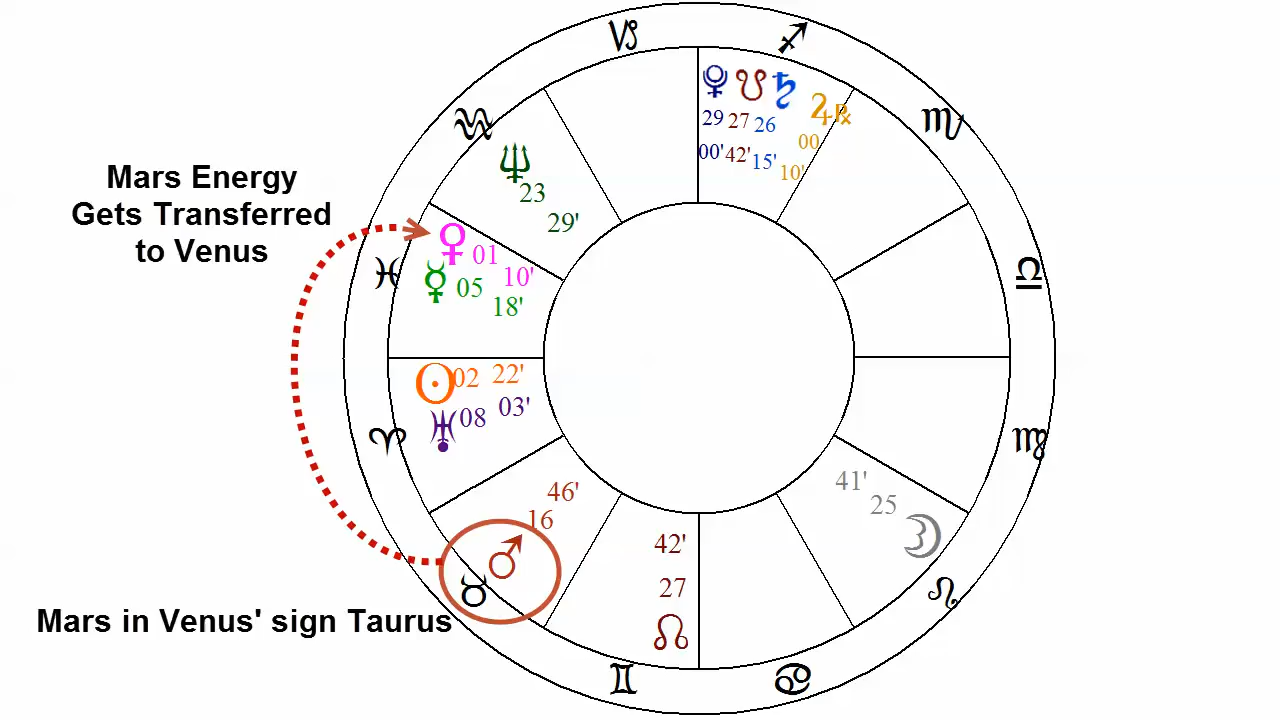 ♑ ♐
♒ ♏
♇ ☋ ♄ ♃ ℞
29 27 26 00
00' 42' 15' 10'
♆
23
29'
Mars Energy
Gets Transferred
to Venus
♀ 01 10'
☿ 05 18'
♓ ♎
☉ 02 22'
♅ 08 03'
♈ ♍
46'
16
♂
♉
Mars in Venus' sign Taurus
42'
27
☊
41'
25
☽
♌
♊ ♋